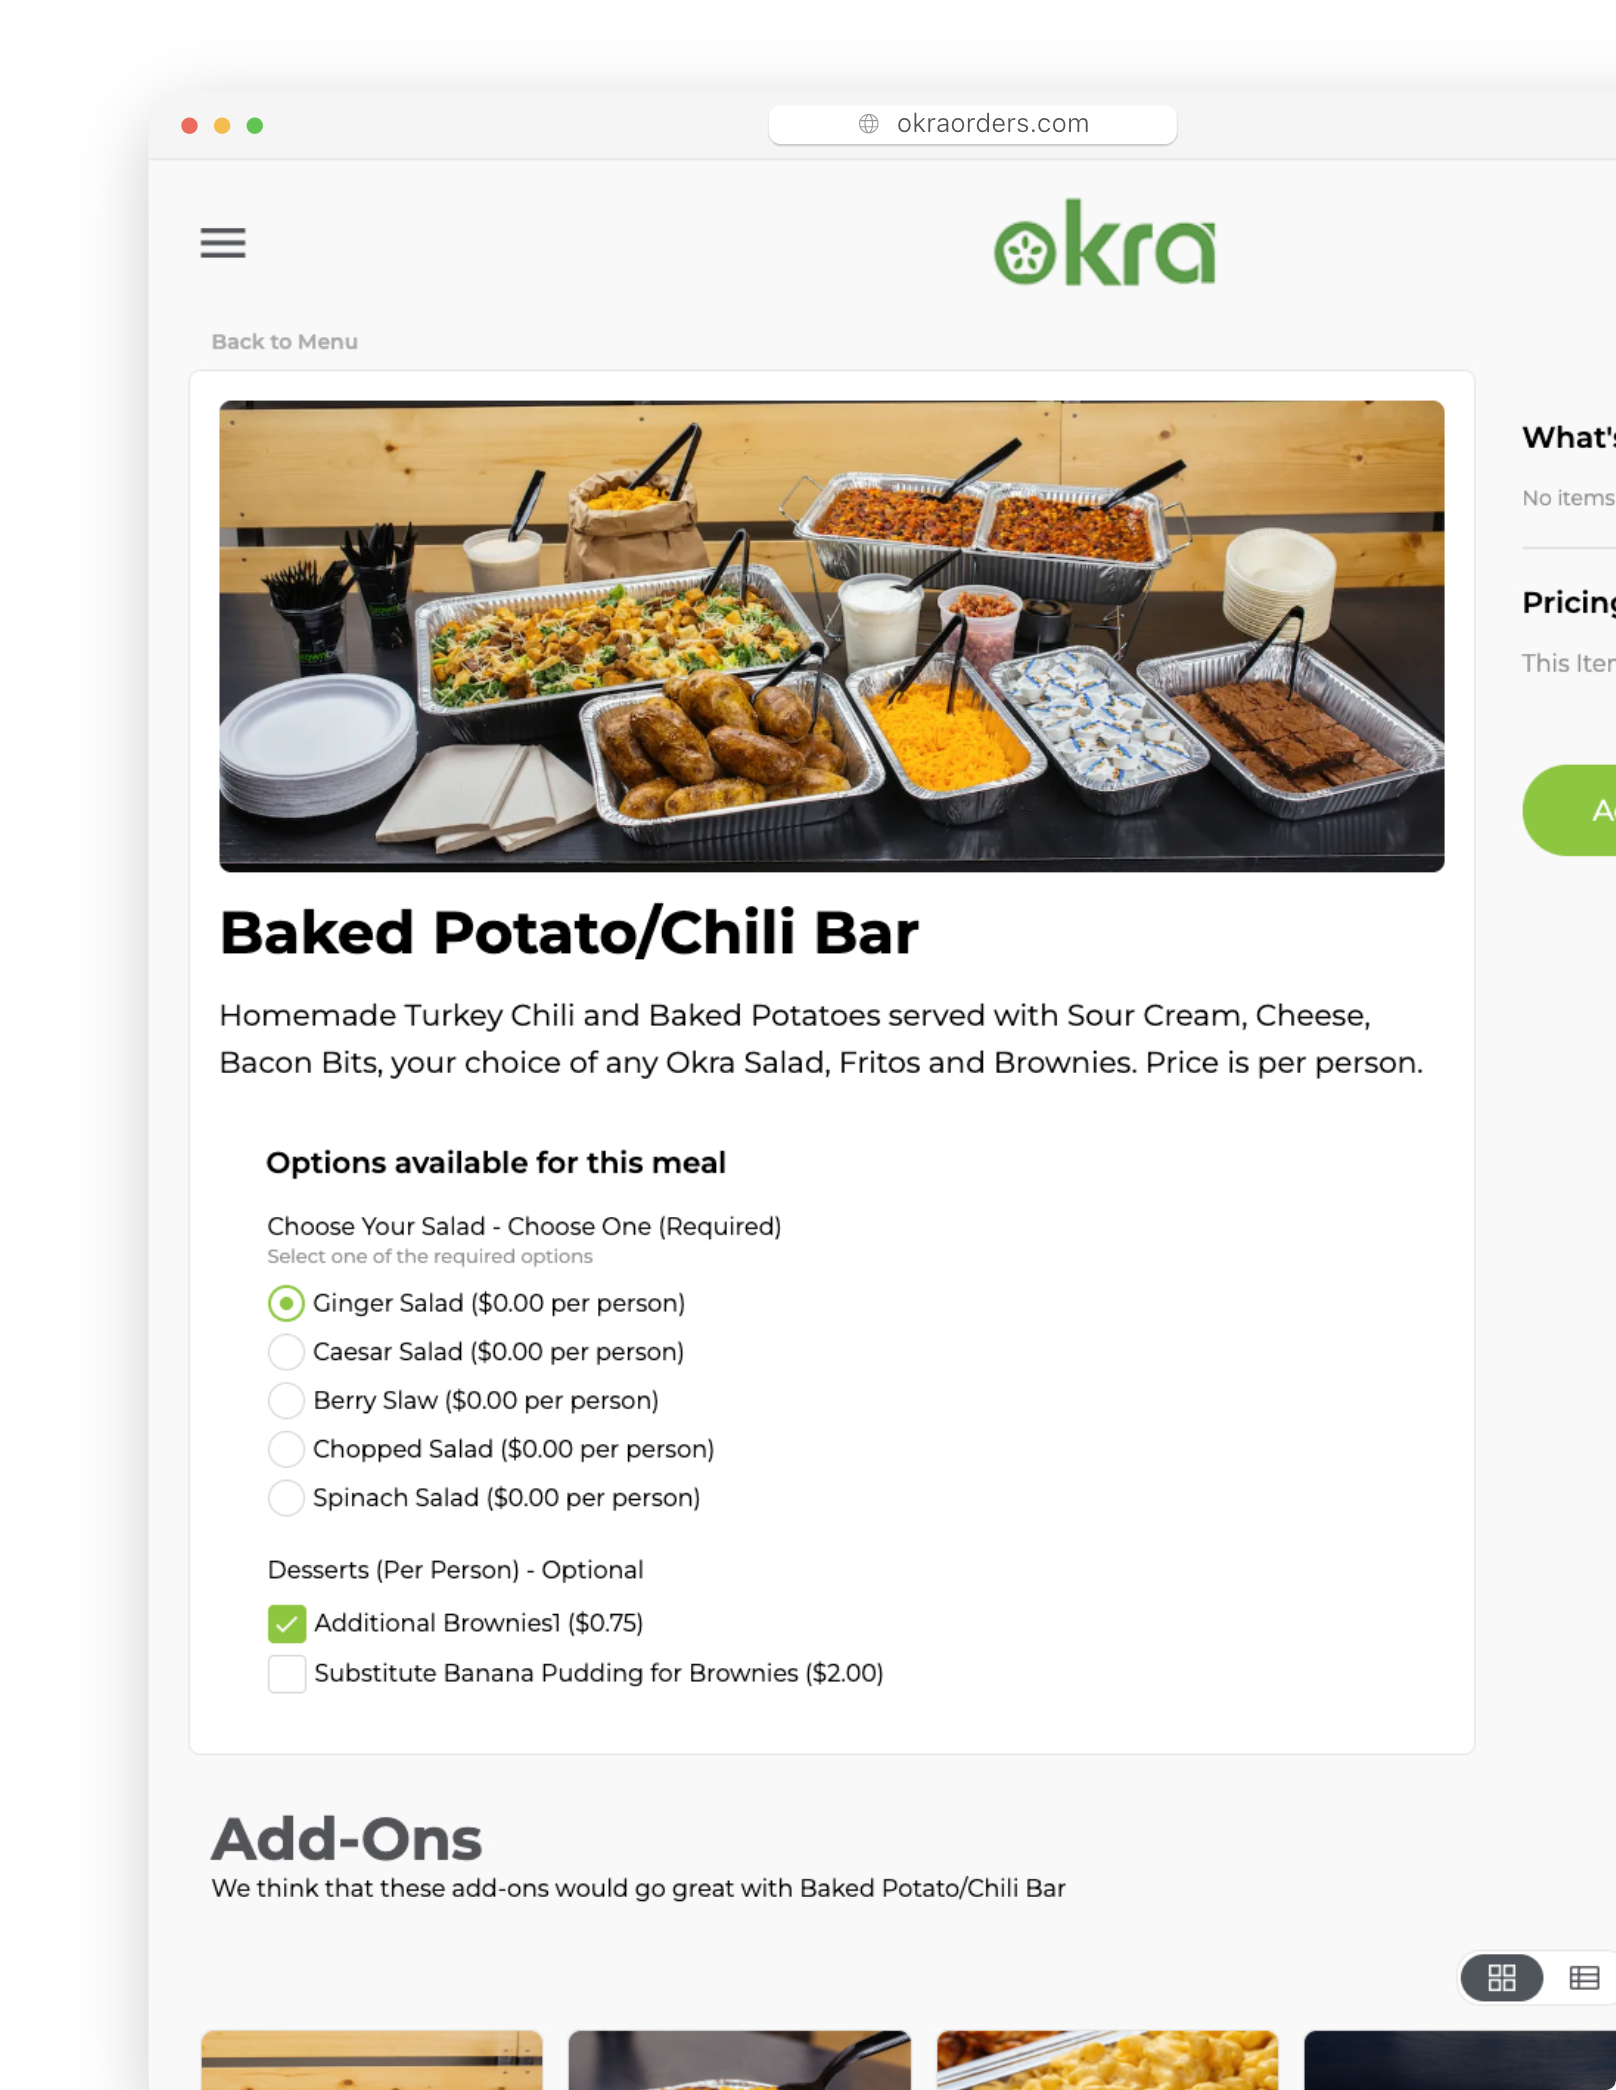 okraorders.com
okra
Back to Menu
What's
No items
Pricing
This Item
Baked Potato/Chili Bar
Homemade Turkey Chili and Baked Potatoes served with Sour Cream, Cheese,
Bacon Bits, your choice of any Okra Salad, Fritos and Brownies. Price is per person.
Options available for this meal
Choose Your Salad - Choose One (Required)
Select one of the required options
Ginger Salad ($0.00 per person)
Caesar Salad ($0.00 per person)
Berry Slaw ($0.00 per person)
Chopped Salad ($0.00 per person)
Spinach Salad ($0.00 per person)
Desserts (Per Person) - Optional
Additional Brownies1 ($0.75)
Substitute Banana Pudding for Brownies ($2.00)
Add-Ons
We think that these add-ons would go great with Baked Potato/Chili Bar